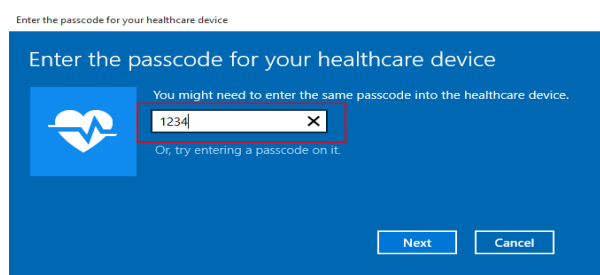 Enter the passcode for your healthcare device
Enter the passcode for your healthcare device
You might need to enter the same passcode into the healthcare device.
1234
Or, try entering a passcode on it.
Next
Cancel